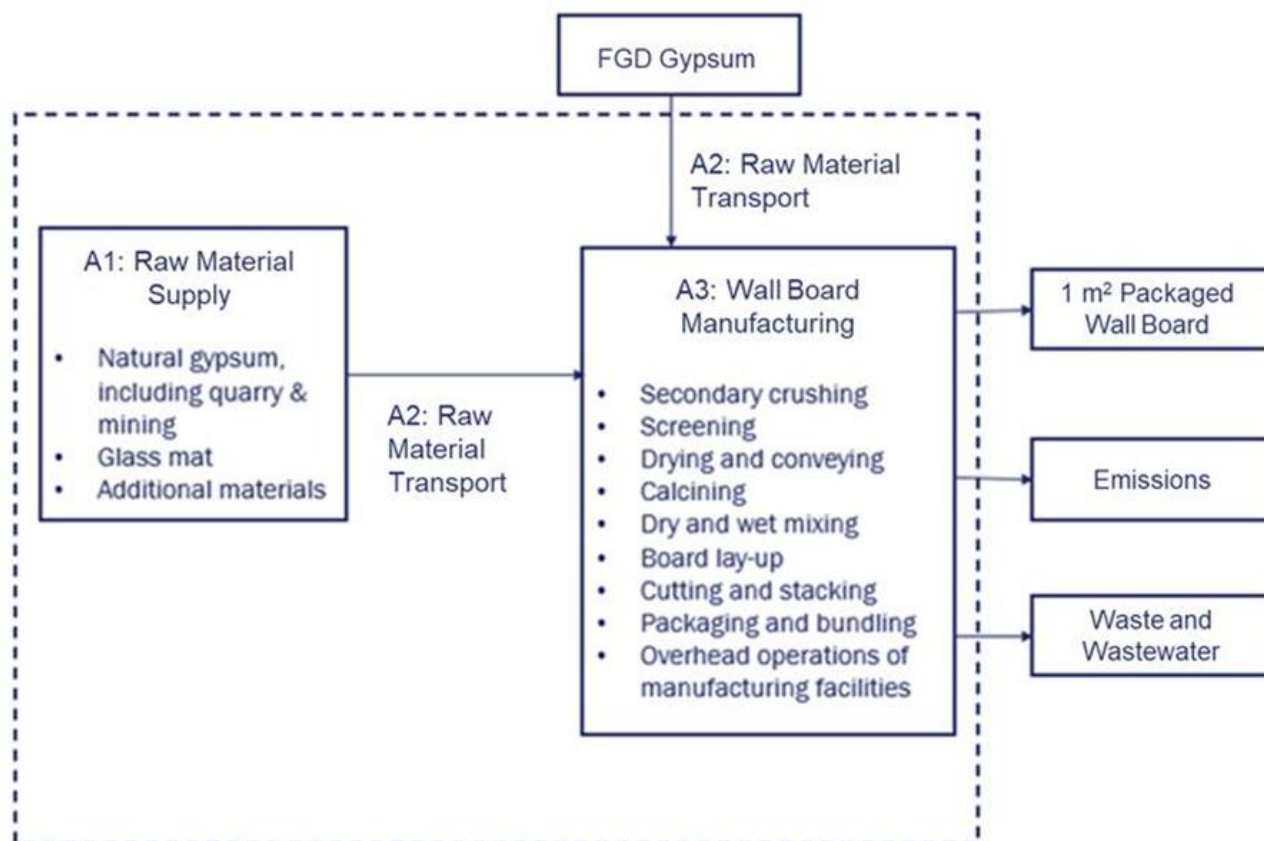 FGD Gypsum
A2: Raw Material
Transport
A1: Raw Material
Supply
• Natural gypsum,
including quarry &
mining
• Glass mat
• Additional materials
A2: Raw
Material
Transport
A3: Wall Board
Manufacturing
• Secondary crushing
• Screening
• Drying and conveying
• Calcining
• Dry and wet mixing
• Board lay-up
• Cutting and stacking
• Packaging and bundling
• Overhead operations of
manufacturing facilities
1 m² Packaged
Wall Board
Emissions
Waste and
Wastewater